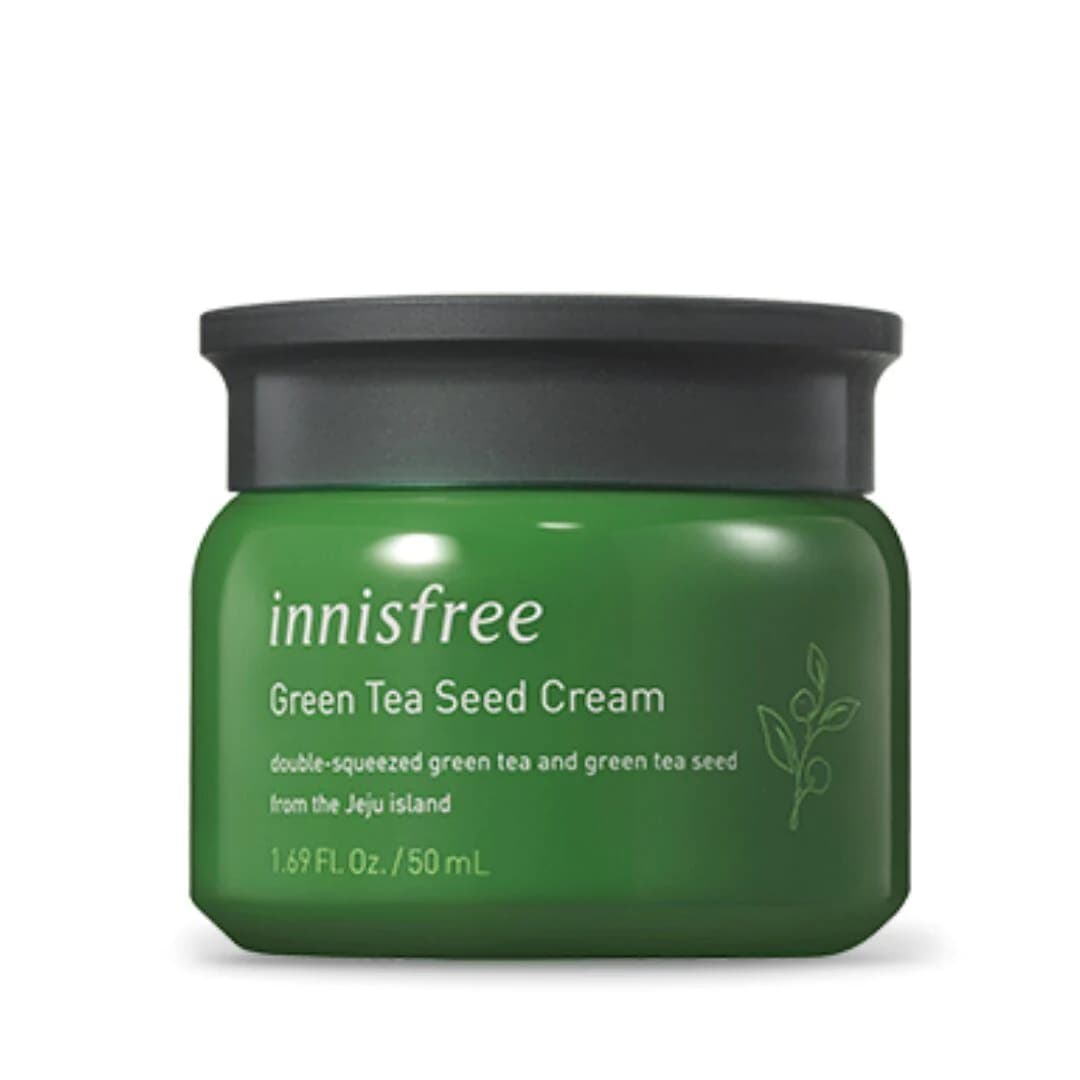 innisfree
Green Tea Seed Cream
double-squeezed green tea and green tea seed
from the Jeju island
1.69 FL. Oz. / 50 mL